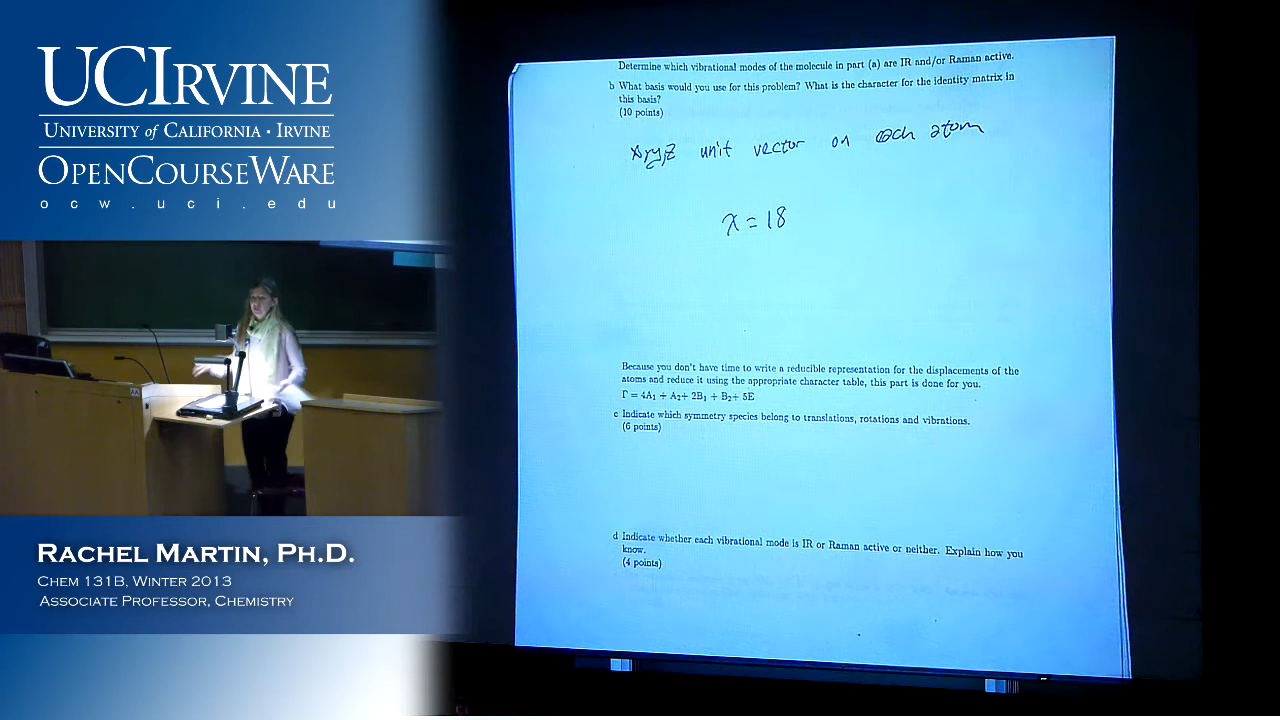 UCIRVINE
UNIVERSITY of CALIFORNIA · IRVINE
OPENCOURSEWARE
ocw.uci.edu
RACHEL MARTIN, PH.D.
CHEM 131B, WINTER 2013
ASSOCIATE PROFESSOR, CHEMISTRY
Determine which vibrational modes of the molecule in part (a) are IR and/or Raman active.
b What basis would you use for this problem? What is the character for the identity matrix in
this basis?
(10 points)
xyz unit vector on each atom
χ = 18
Because you don't have time to write a reducible representation for the displacements of the
atoms and reduce it using the appropriate character table, this part is done for you.
Γ = 4A₁ + A₂+ 2B₁ + B₂+ 5E
c Indicate which symmetry species belong to translations, rotations and vibrations.
(6 points)
d Indicate whether each vibrational mode is IR or Raman active or neither. Explain how you
know.
(4 points)